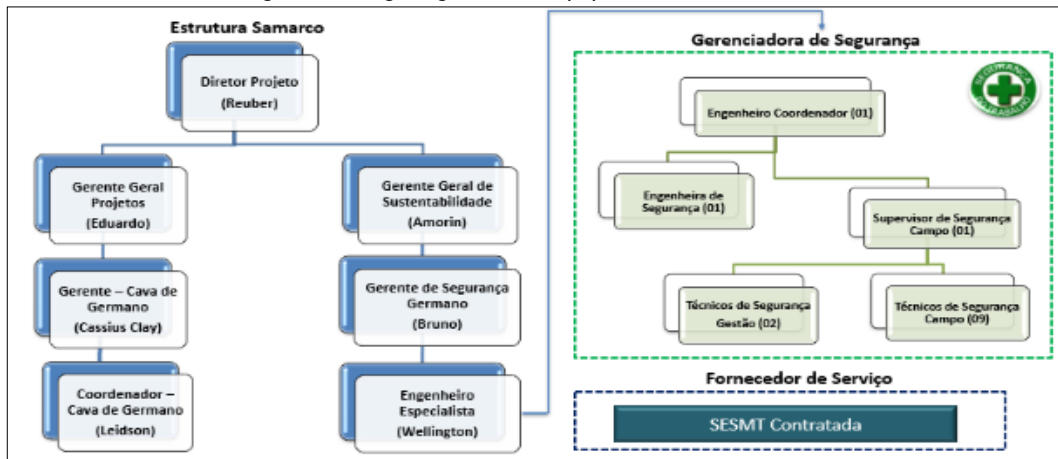 Estrutura Samarco
Diretor Projeto
(Reuber)
Gerente Geral
Projetos
(Eduardo)
Gerente Geral de
Sustentabilidade
(Amorin)
Gerente – Cava de
Germano
(Cassius Clay)
Gerente de Segurança
Germano
(Bruno)
Coordenador –
Cava de Germano
(Leidson)
Engenheiro
Especialista
(Wellington)
Gerenciadora de Segurança
SEGURANÇA
DO TRABALHO
Engenheiro Coordenador (01)
Engenheira de
Segurança (01)
Supervisor de Segurança
Campo (01)
Técnicos de Segurança
Gestão (02)
Técnicos de Segurança
Campo (09)
Fornecedor de Serviço
SESMT Contratada